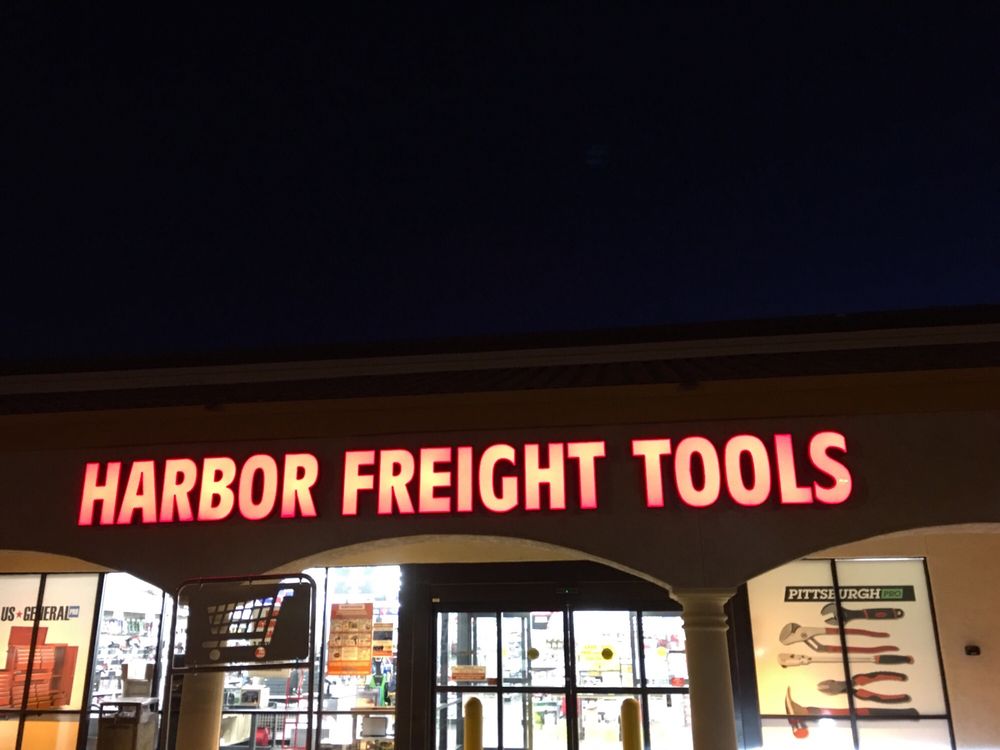 HARBOR FREIGHT TOOLS
US★GENERAL PRO
PITTSBURGH PRO